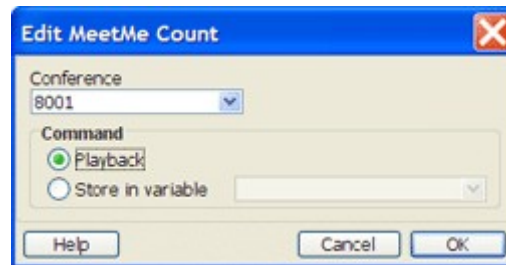 Edit MeetMe Count
Conference
8001
Command
Playback
Store in variable
Help Cancel OK